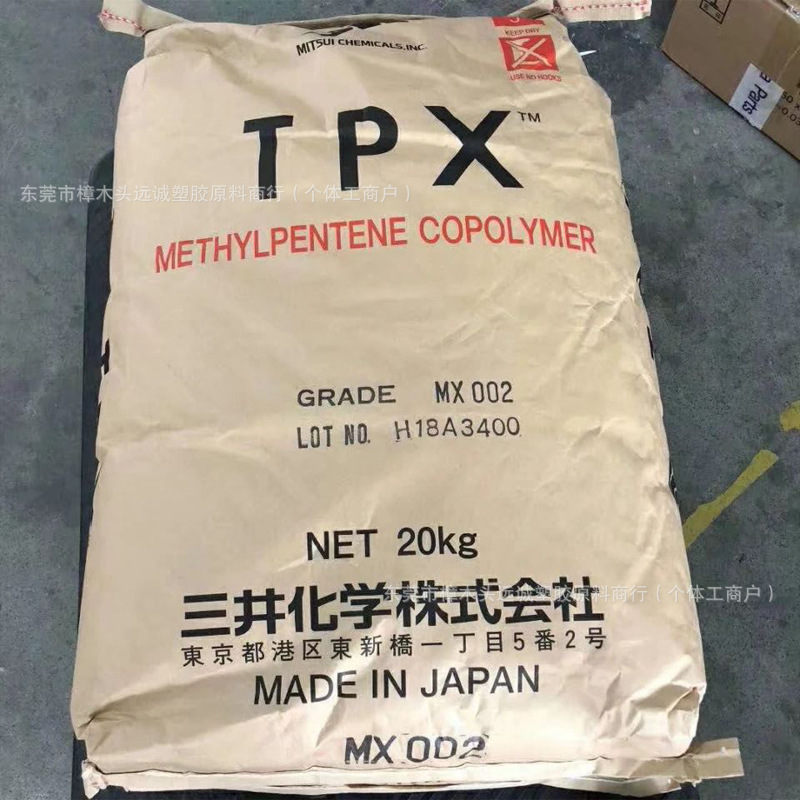 MITSUI CHEMICALS, INC.
KEEP DRY
USE NO HOOKS
TPX™
东莞市樟木头远诚塑胶原料商行（个体工商户）
METHYLPENTENE COPOLYMER
GRADE MX 002
LOT NO. H18A3400
NET 20kg
三井化学株式会社
东莞市樟木头远诚塑胶原料商行（个体工商户）
東京都港区東新橋一丁目5番2号
MADE IN JAPAN
MX 002
Parts